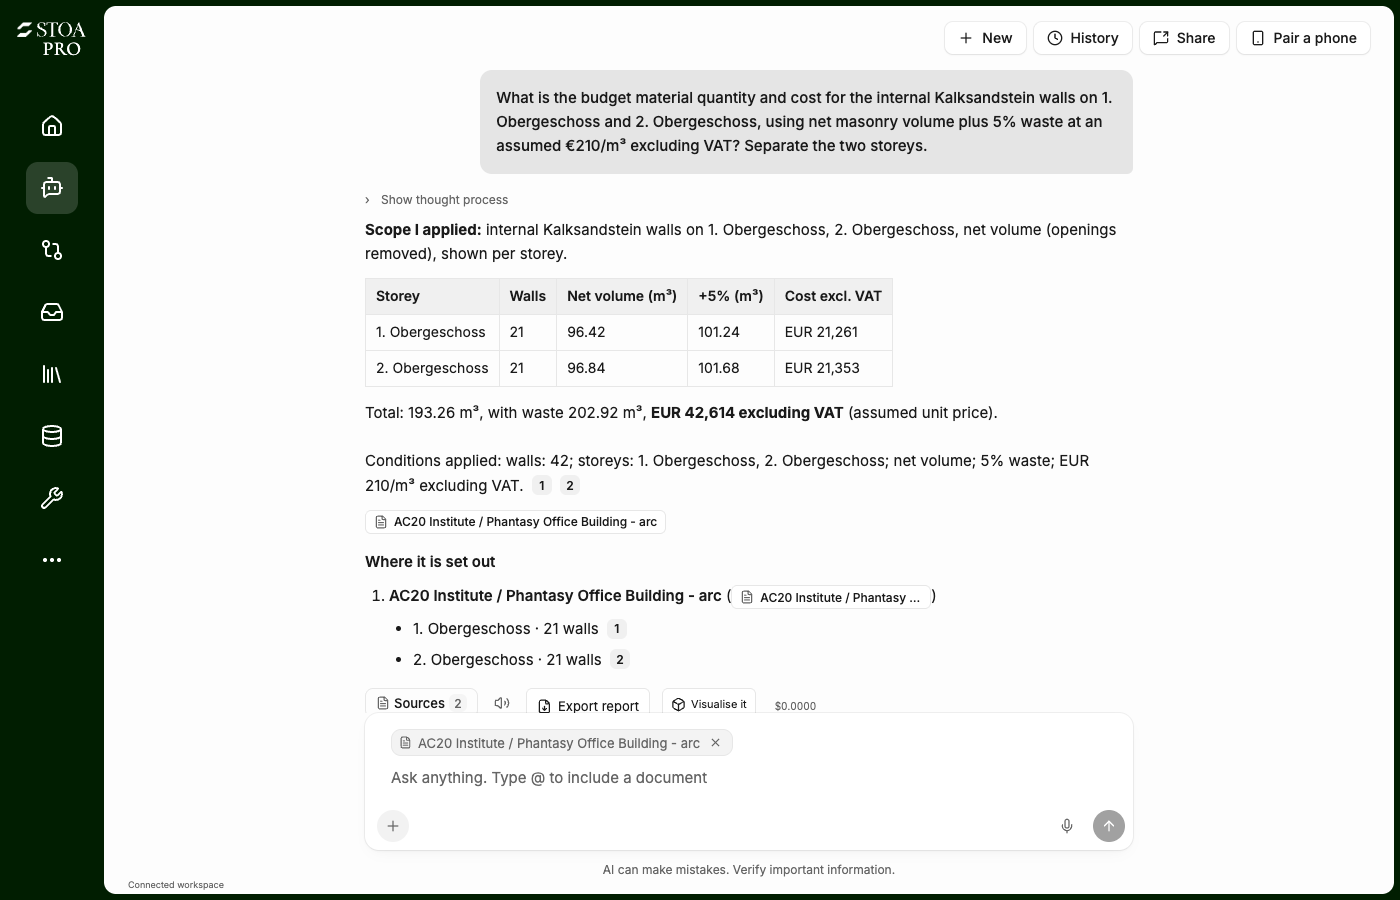 STOA
PRO
New
History
Share
Pair a phone
What is the budget material quantity and cost for the internal Kalksandstein walls on 1.
Obergeschoss and 2. Obergeschoss, using net masonry volume plus 5% waste at an
assumed €210/m³ excluding VAT? Separate the two storeys.
Show thought process
Scope I applied: internal Kalksandstein walls on 1. Obergeschoss, 2. Obergeschoss, net volume (openings
removed), shown per storey.
Storey Walls Net volume (m³) +5% (m³) Cost excl. VAT
1. Obergeschoss 21 96.42 101.24 EUR 21,261
2. Obergeschoss 21 96.84 101.68 EUR 21,353
Total: 193.26 m³, with waste 202.92 m³, EUR 42,614 excluding VAT (assumed unit price).
Conditions applied: walls: 42; storeys: 1. Obergeschoss, 2. Obergeschoss; net volume; 5% waste; EUR
210/m³ excluding VAT. 1 2
AC20 Institute / Phantasy Office Building - arc
Where it is set out
1. AC20 Institute / Phantasy Office Building - arc (AC20 Institute / Phantasy ...)
• 1. Obergeschoss · 21 walls 1
• 2. Obergeschoss · 21 walls 2
Sources 2 Export report Visualise it $0.0000
AC20 Institute / Phantasy Office Building - arc
Ask anything. Type @ to include a document
AI can make mistakes. Verify important information.
Connected workspace